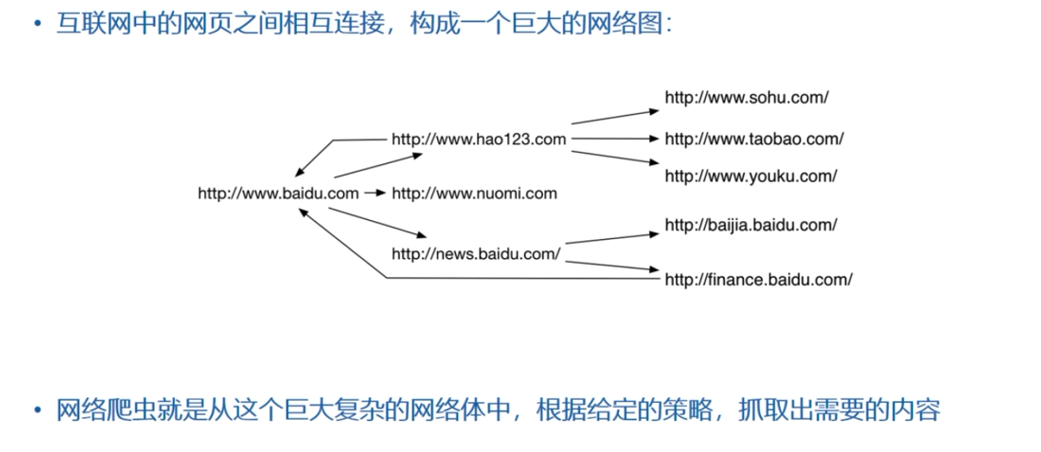 • 互联网中的网页之间相互连接，构成一个巨大的网络图：
http://www.sohu.com/
http://www.hao123.com
http://www.taobao.com/
http://www.youku.com/
http://www.baidu.com
http://www.nuomi.com
http://baijia.baidu.com/
http://news.baidu.com/
http://finance.baidu.com/
• 网络爬虫就是从这个巨大复杂的网络体中，根据给定的策略，抓取出需要的内容